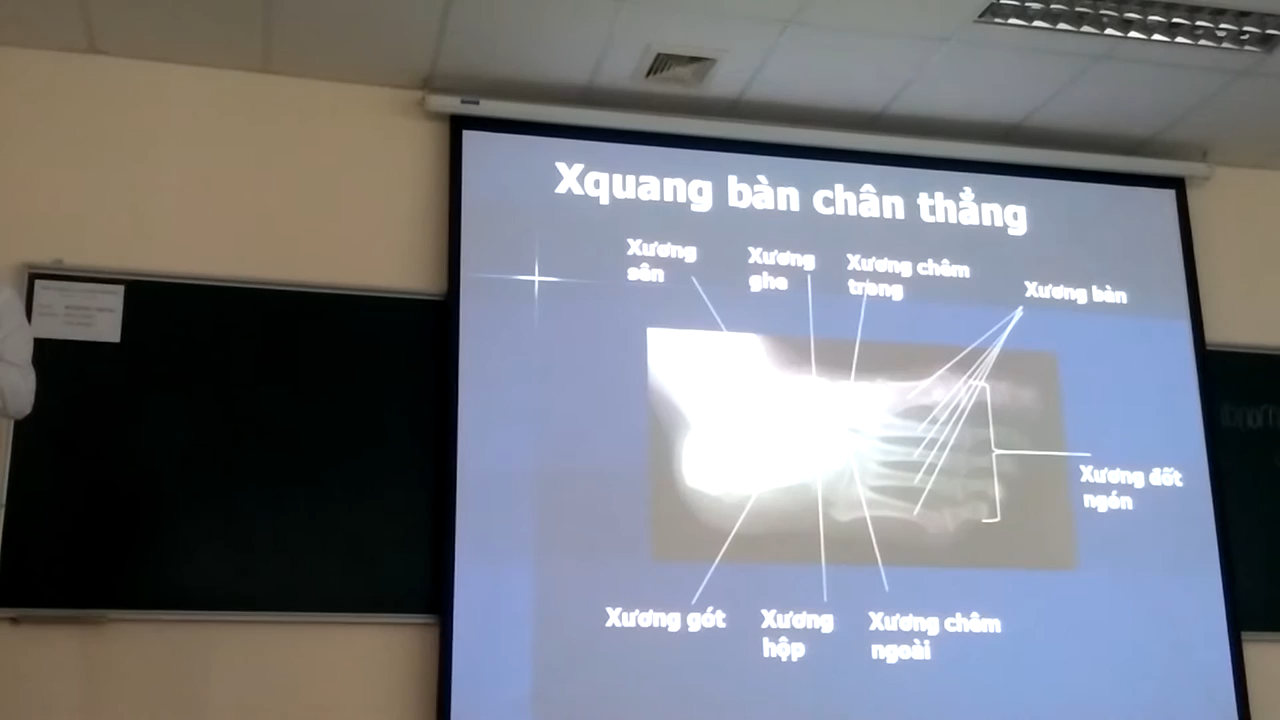 Xquang bàn chân thẳng
Xương
sên
Xương
ghe
Xương chêm
trong
Xương bàn
Xương đốt
ngón
Xương gót
Xương
hộp
Xương chêm
ngoài